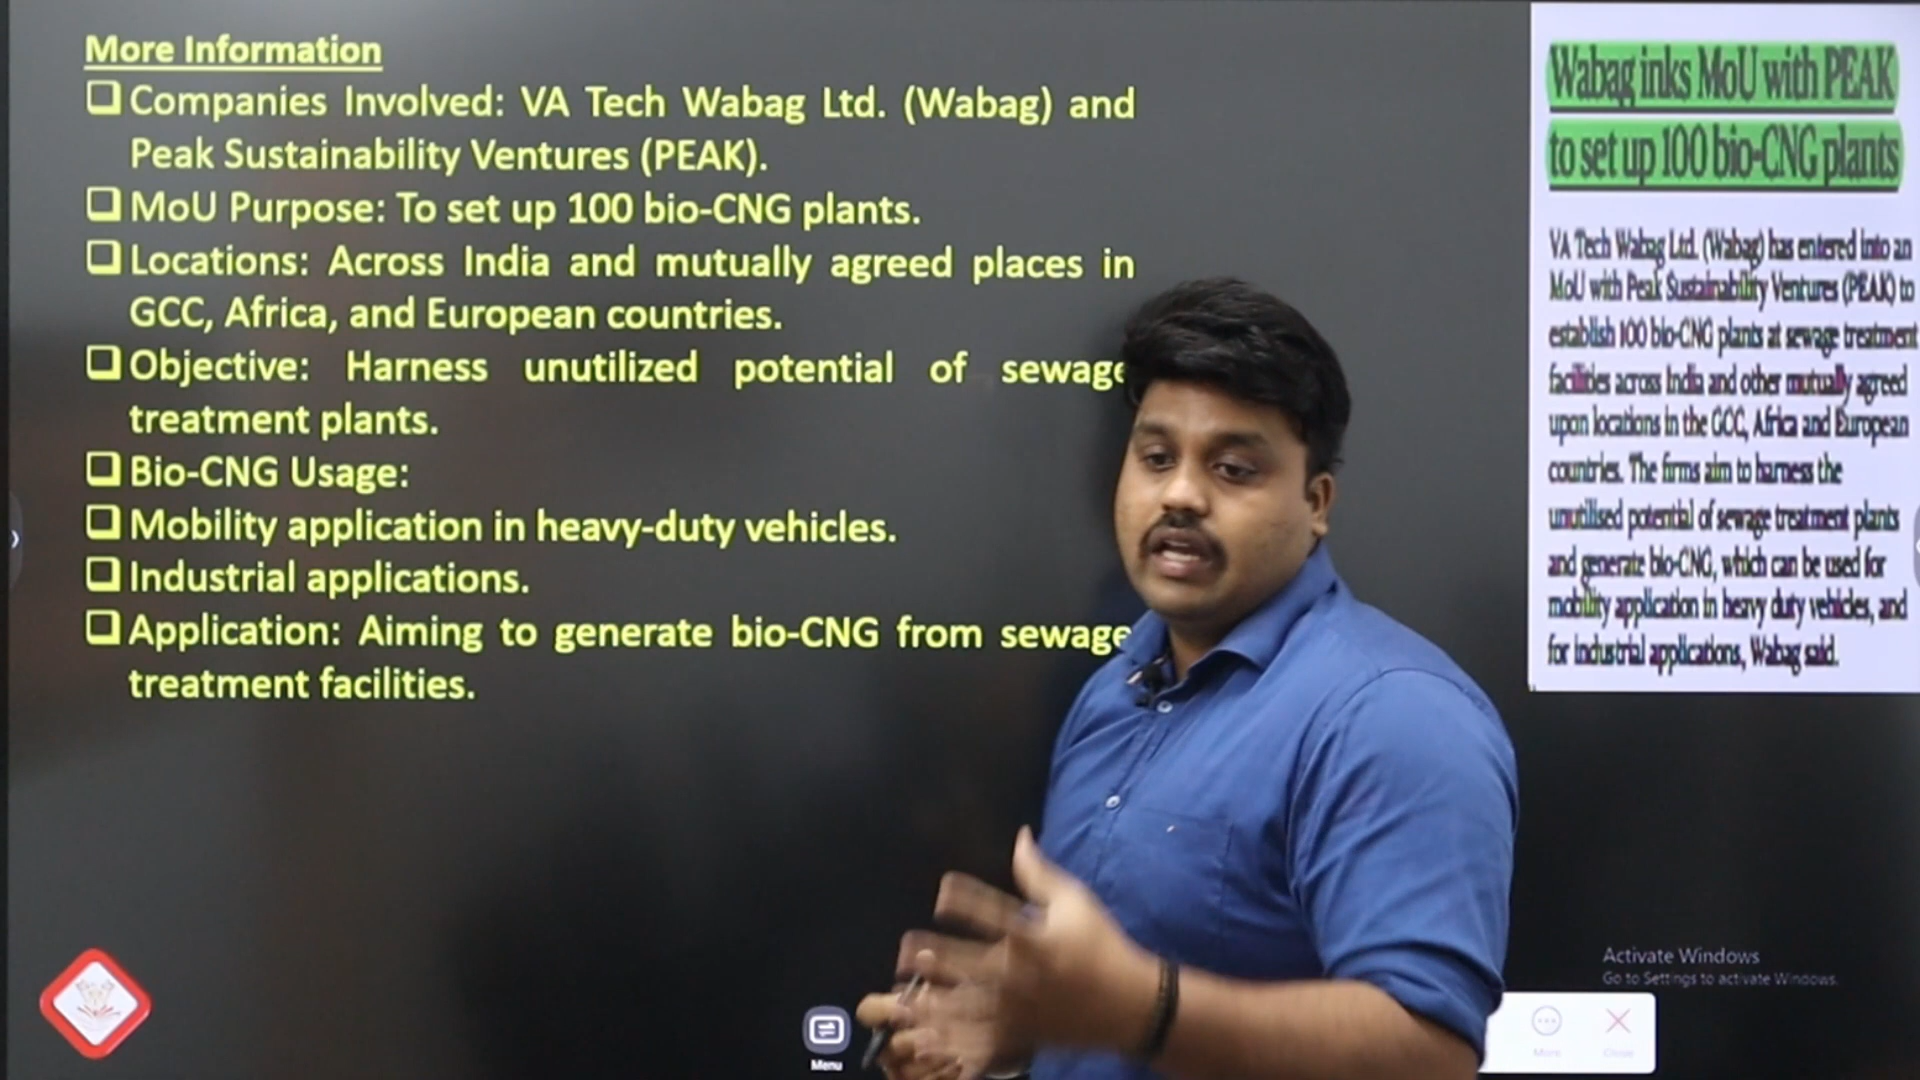 More Information
❑ Companies Involved: VA Tech Wabag Ltd. (Wabag) and
Peak Sustainability Ventures (PEAK).
❑ MoU Purpose: To set up 100 bio-CNG plants.
❑ Locations: Across India and mutually agreed places in
GCC, Africa, and European countries.
❑ Objective: Harness unutilized potential of sewage
treatment plants.
❑ Bio-CNG Usage:
❑ Mobility application in heavy-duty vehicles.
❑ Industrial applications.
❑ Application: Aiming to generate bio-CNG from sewage
treatment facilities.
Wabag inks MoU with PEAK
to set up 100 bio-CNG plants
VA Tech Wabag Ltd. (Wabag) has entered into an
MoU with Peak Sustainability Ventures (PEAK) to
establish 100 bio-CNG plants at sewage treatment
facilities across India and other mutually agreed
upon locations in the GCC, Africa and European
countries. The firms aim to harness the
unutilised potential of sewage treatment plants
and generate bio-CNG, which can be used for
mobility application in heavy duty vehicles, and
for industrial applications, Wabag said.
Activate Windows
Go to Settings to activate Windows.
Menu
More
Close